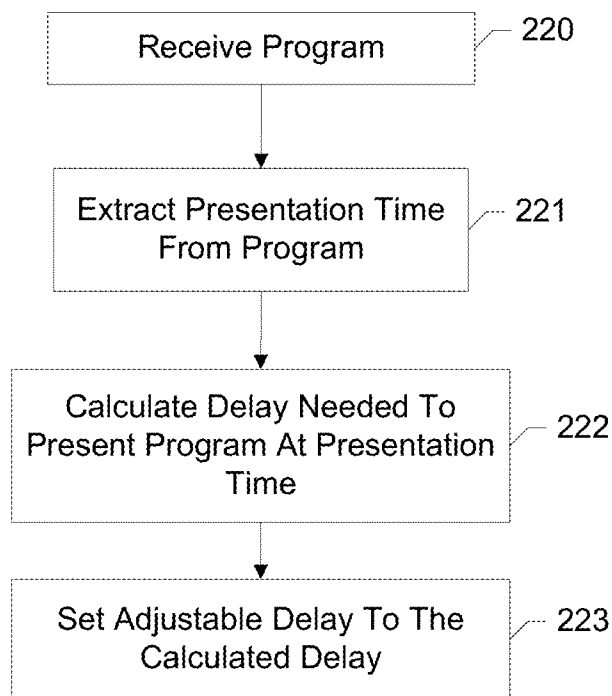 Receive Program
220
Extract Presentation Time
From Program
221
Calculate Delay Needed To
Present Program At Presentation
Time
222
Set Adjustable Delay To The
Calculated Delay
223